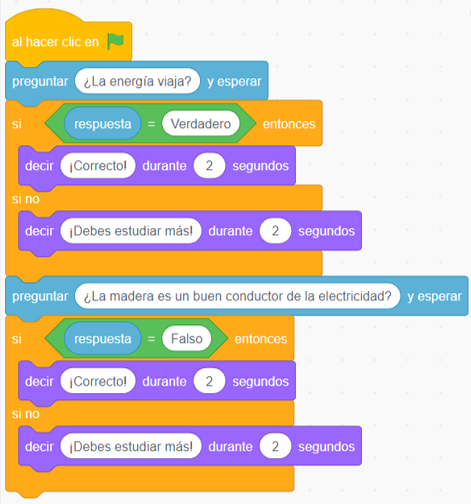 al hacer clic en
preguntar ¿La energía viaja? y esperar
si respuesta = Verdadero entonces
decir ¡Correcto! durante 2 segundos
si no
decir ¡Debes estudiar más! durante 2 segundos
preguntar ¿La madera es un buen conductor de la electricidad? y esperar
si respuesta = Falso entonces
decir ¡Correcto! durante 2 segundos
si no
decir ¡Debes estudiar más! durante 2 segundos